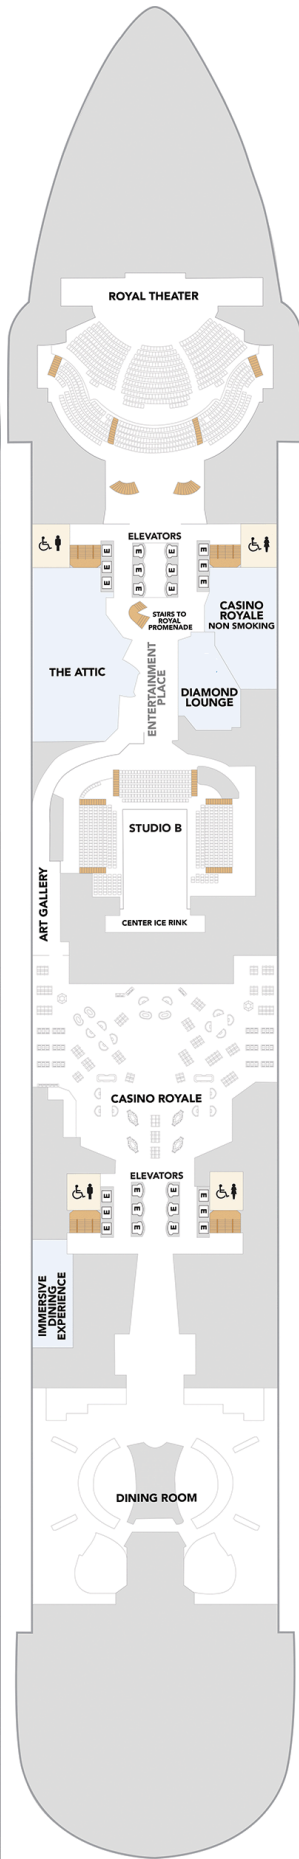 ROYAL THEATER
ELEVATORS
E E E E
E E E E
E E E E
STAIRS TO
ROYAL
PROMENADE
CASINO
ROYALE
NON SMOKING
THE ATTIC
ENTERTAINMENT
PLACE
DIAMOND
LOUNGE
STUDIO B
ART GALLERY
CENTER ICE RINK
CASINO ROYALE
ELEVATORS
E E E E
E E E E
E E E E
IMMERSIVE
DINING
EXPERIENCE
DINING ROOM